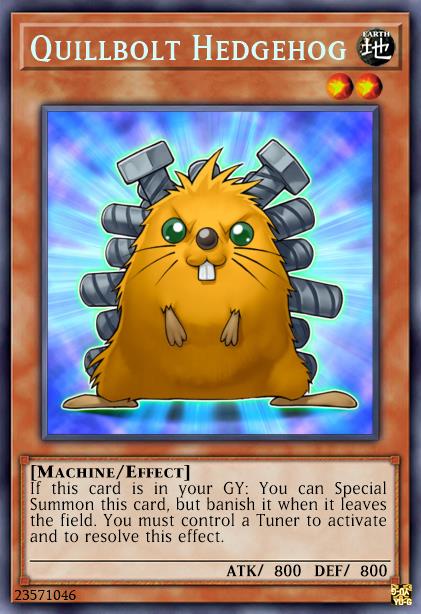 Quillbolt Hedgehog
EARTH
地
[Machine/Effect]
If this card is in your GY: You can Special
Summon this card, but banish it when it leaves
the field. You must control a Tuner to activate
and to resolve this effect.
ATK/ 800 DEF/ 800
23571046